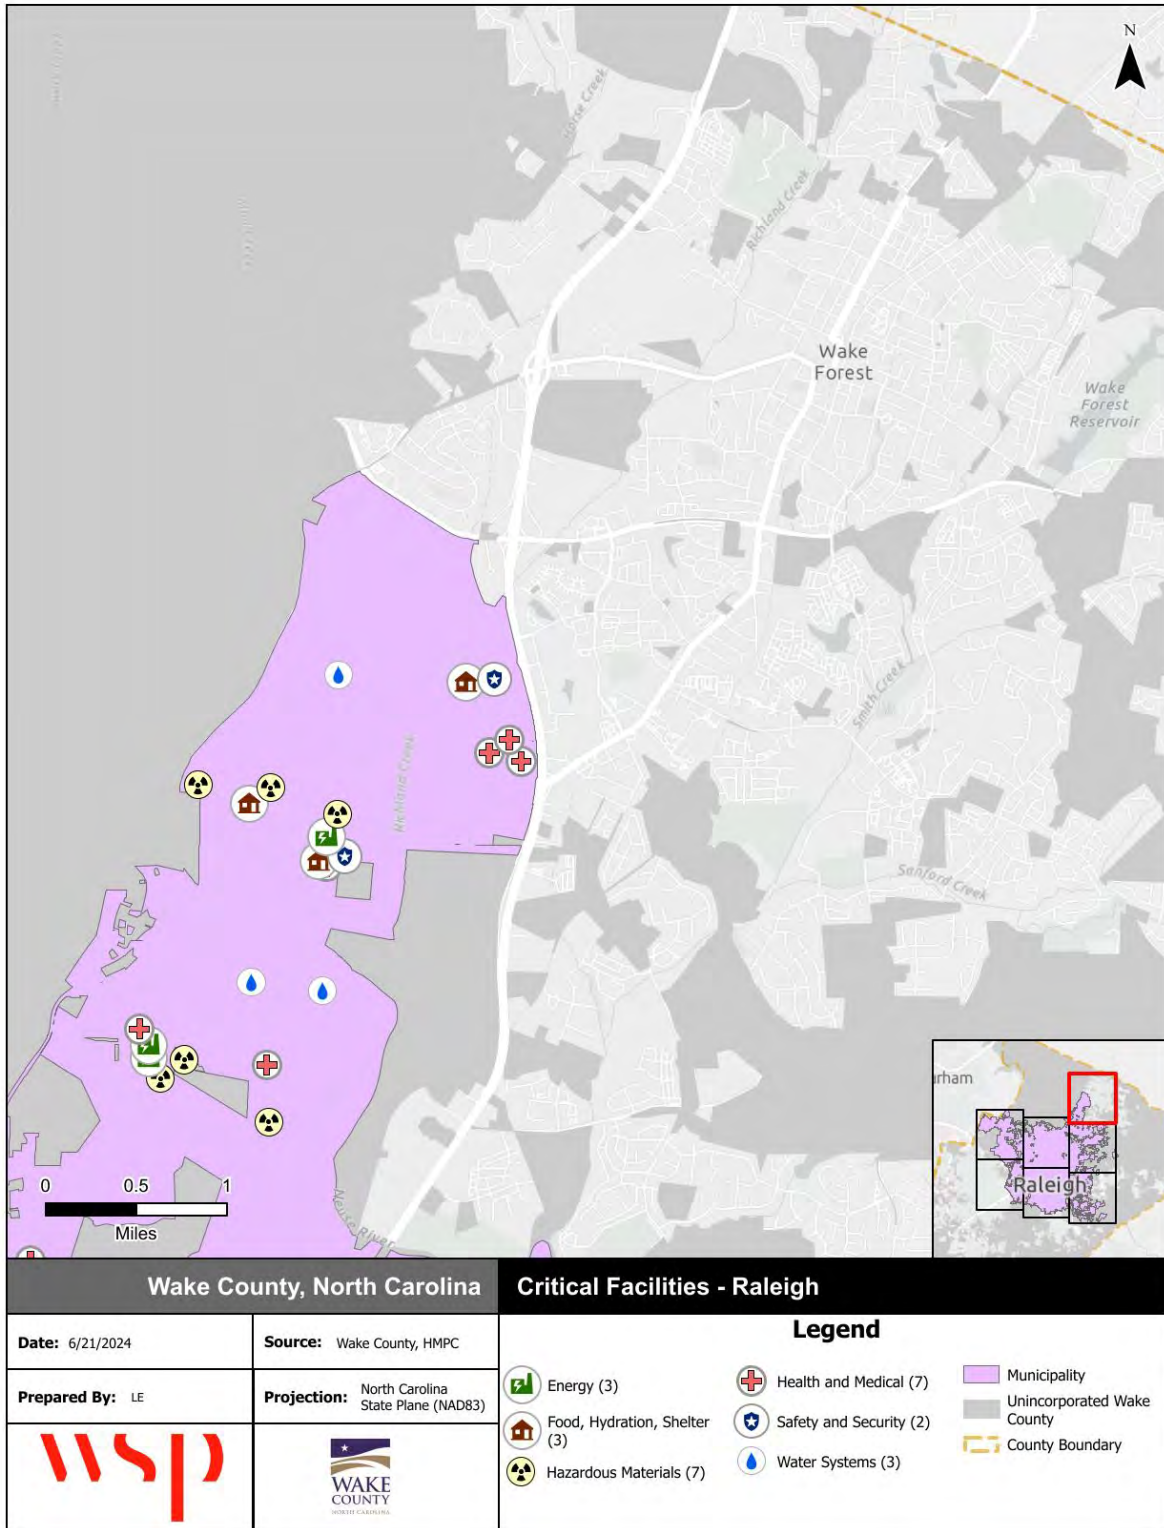 N
Horse Creek
Richland Creek
Wake
Forest
Wake
Forest
Reservoir
Smith Creek
Richland Creek
Sanford Creek
Neuse River
0 0.5 1
Miles
Raleigh
Wake County, North Carolina
Critical Facilities - Raleigh
Date: 6/21/2024
Source: Wake County, HMPC
Prepared By: LE
Projection: North Carolina
State Plane (NAD83)
wsp
WAKE
COUNTY
NORTH CAROLINA
Legend
Energy (3)
Food, Hydration, Shelter
(3)
Hazardous Materials (7)
Health and Medical (7)
Safety and Security (2)
Water Systems (3)
Municipality
Unincorporated Wake
County
County Boundary